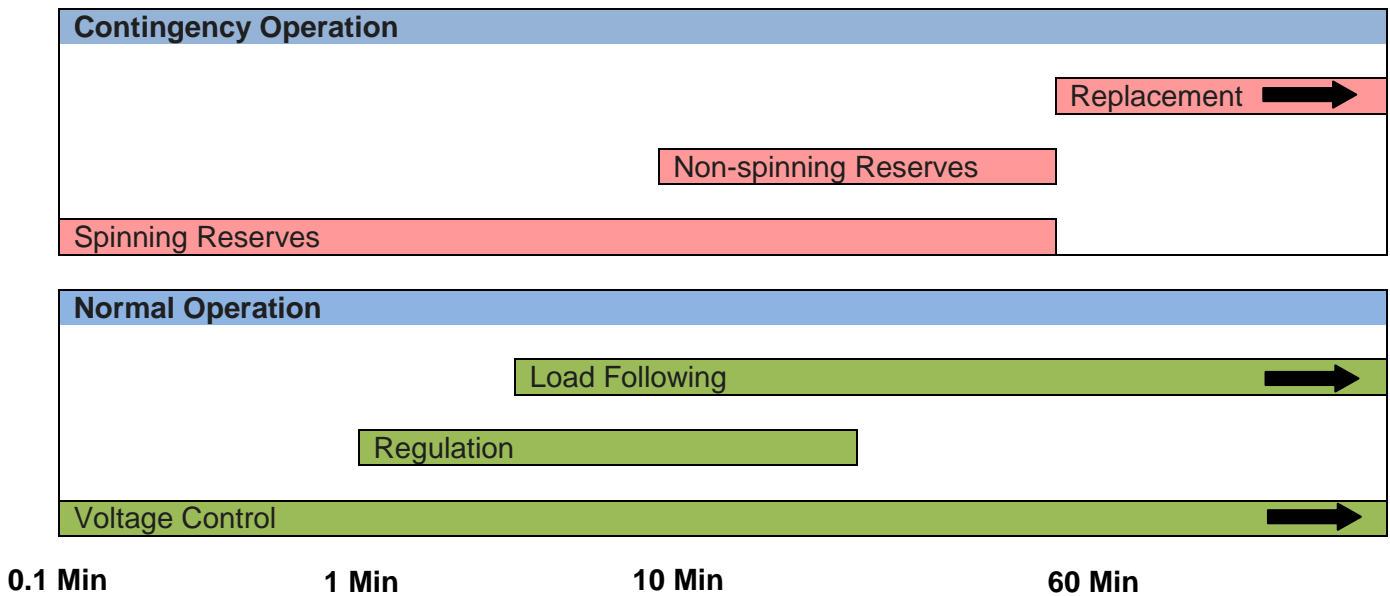 Contingency Operation
Replacement
Non-spinning Reserves
Spinning Reserves
Normal Operation
Load Following
Regulation
Voltage Control
0.1 Min 1 Min 10 Min 60 Min